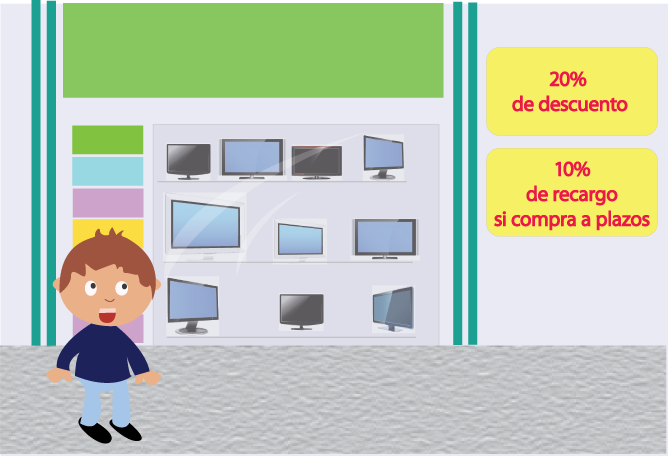 20%
de descuento
10%
de recargo
si compra a plazos